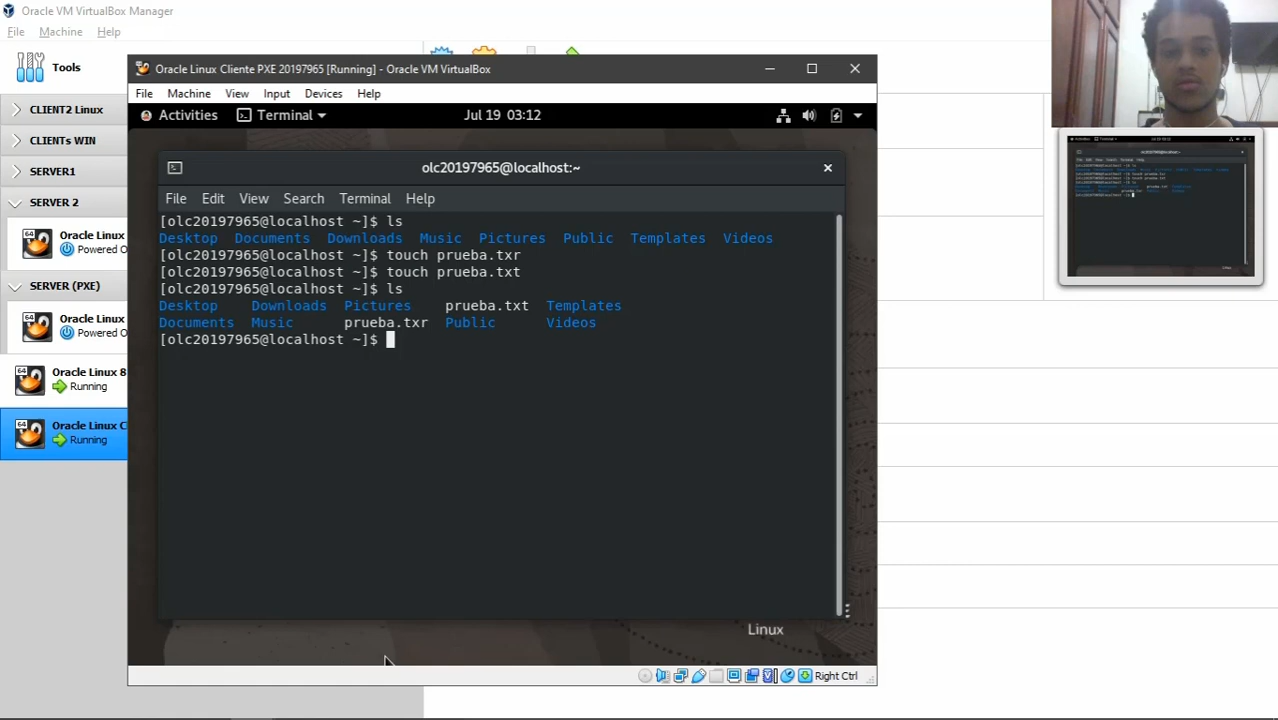 Oracle VM VirtualBox Manager
File Machine Help
Tools
CLIENT2 Linux
CLIENTs WIN
SERVER1
SERVER 2
Oracle Linux
Powered O
SERVER (PXE)
Oracle Linux
Powered O
64
Oracle Linux 8
Running
64
Oracle Linux C
Running
Oracle Linux Cliente PXE 20197965 [Running] - Oracle VM VirtualBox
File Machine View Input Devices Help
Activities Terminal Jul 19 03:12
olc20197965@localhost:~
File Edit View Search Terminal Help
[olc20197965@localhost ~]$ ls
Desktop Documents Downloads Music Pictures Public Templates Videos
[olc20197965@localhost ~]$ touch prueba.txr
[olc20197965@localhost ~]$ touch prueba.txt
[olc20197965@localhost ~]$ ls
Desktop Downloads Pictures prueba.txt Templates
Documents Music prueba.txr Public Videos
[olc20197965@localhost ~]$
Linux
Right Ctrl